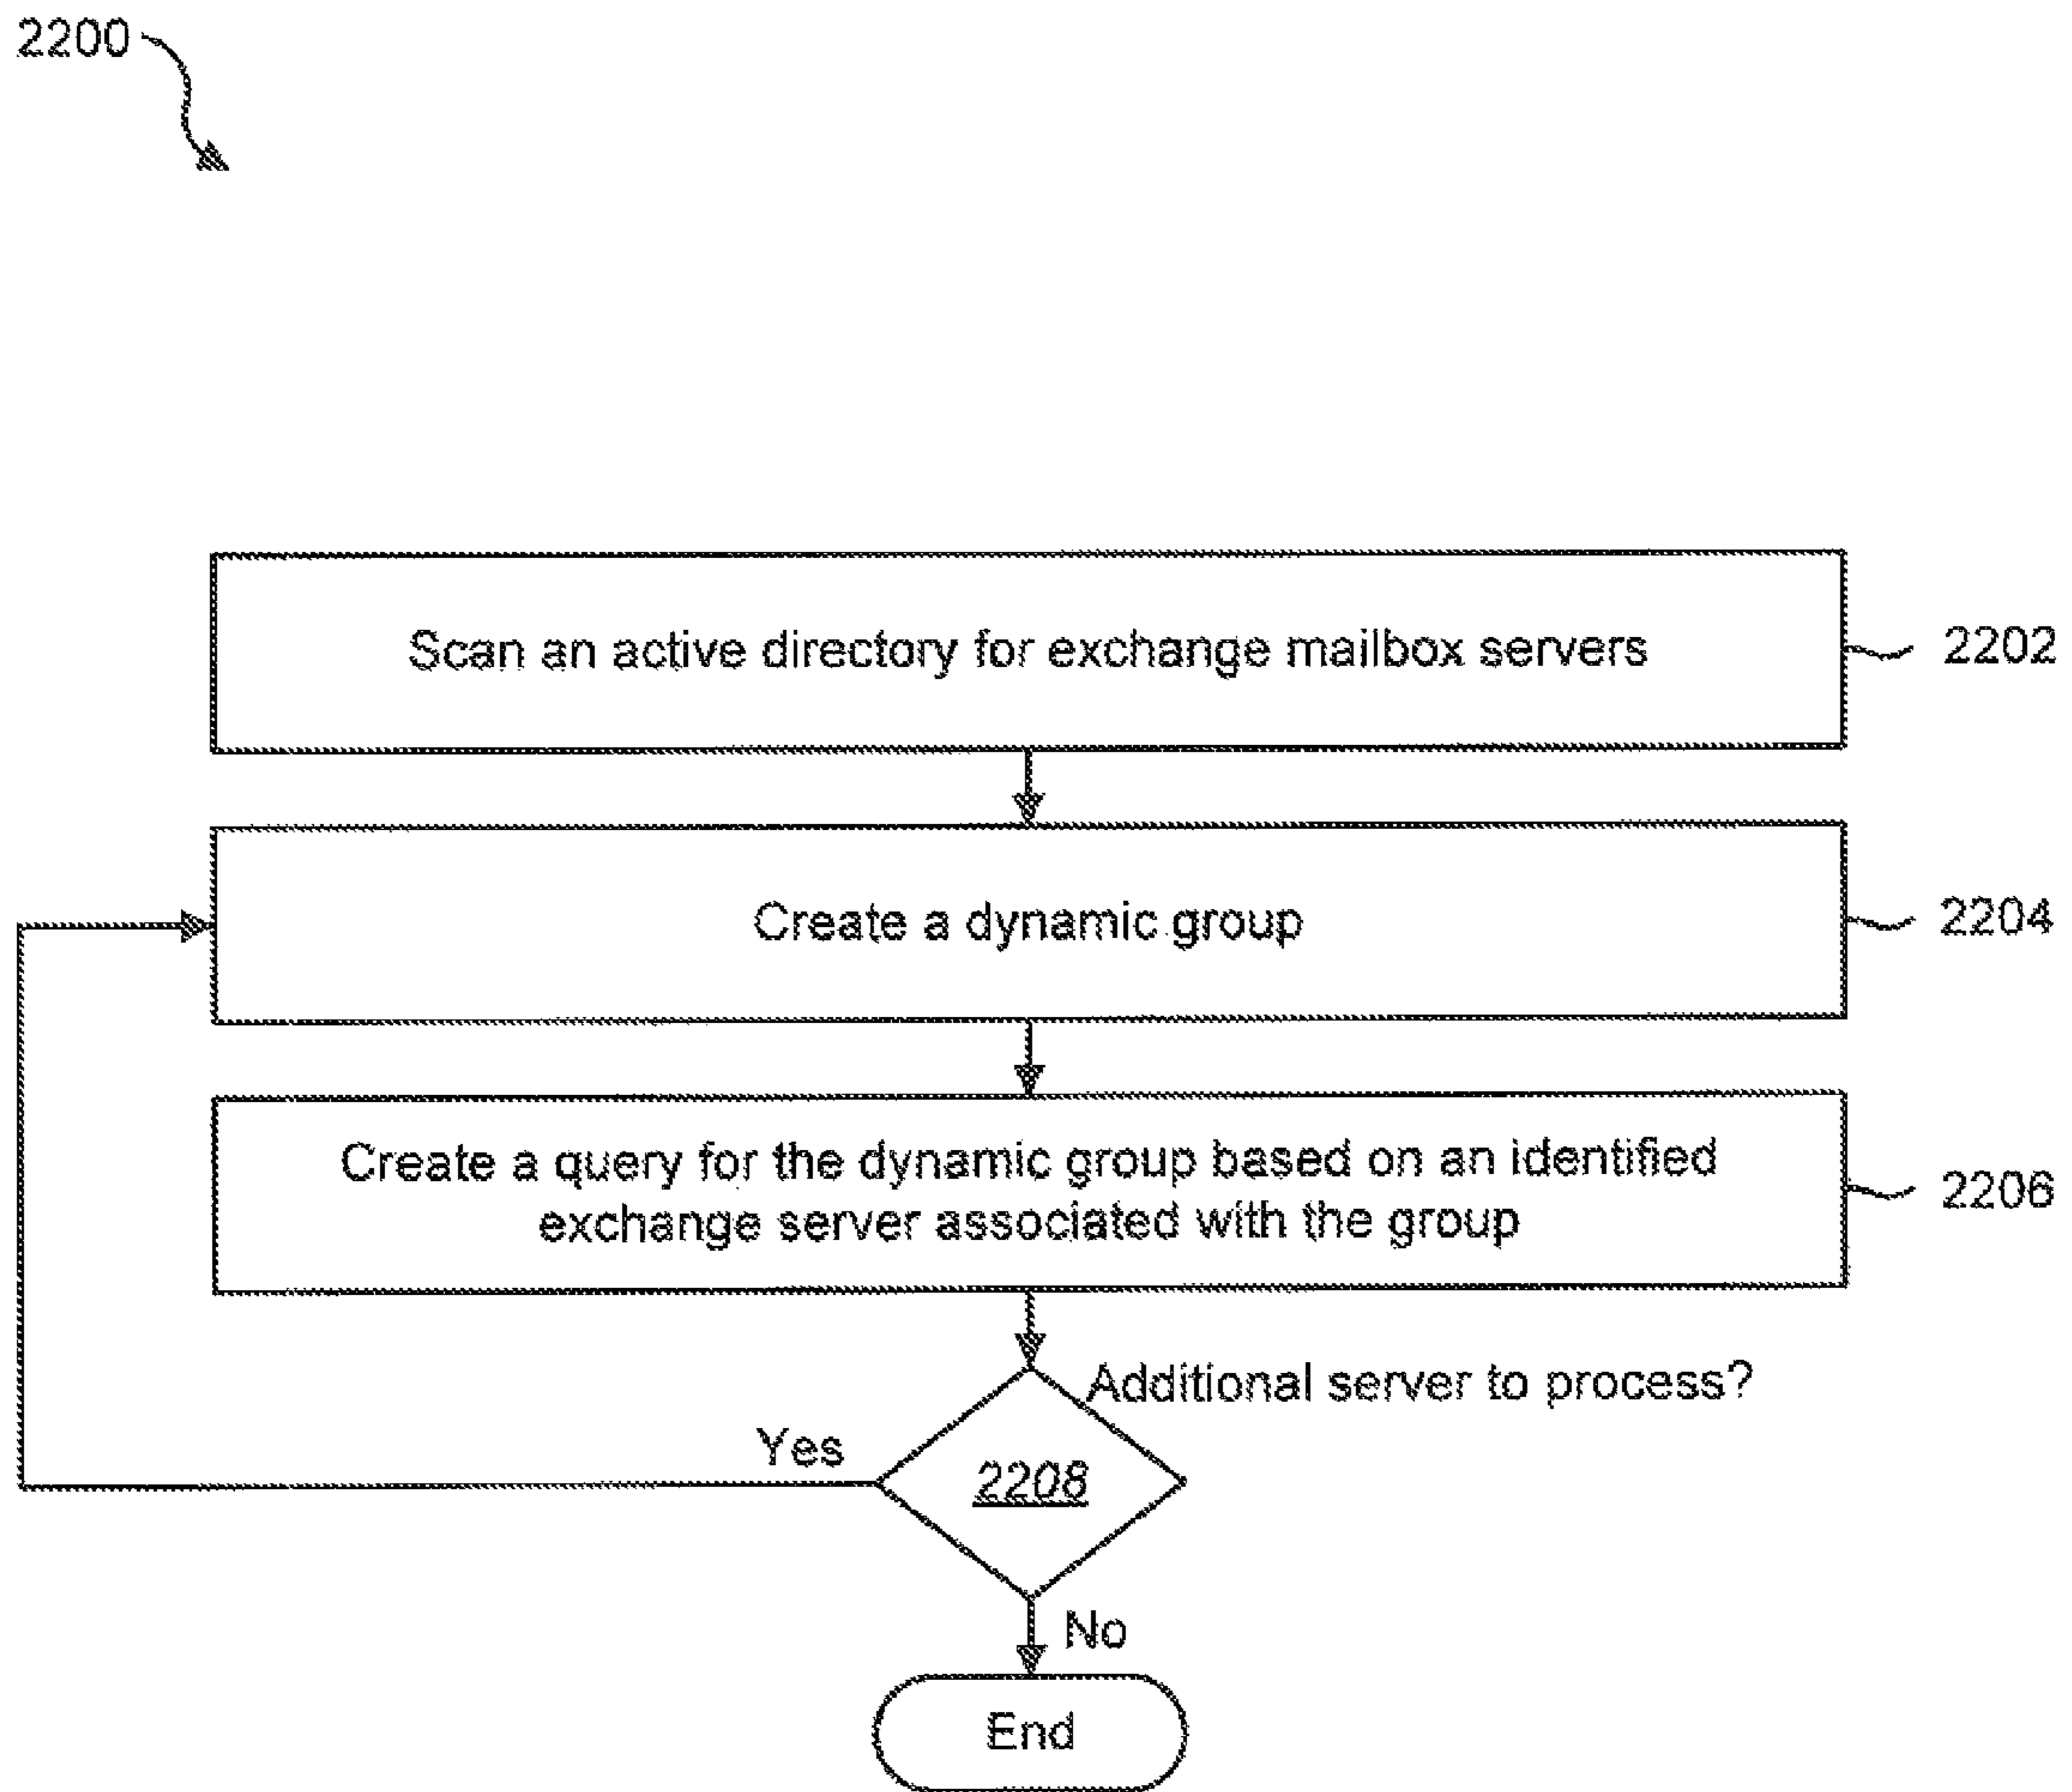 2200
Scan an active directory for exchange mailbox servers
2202
Create a dynamic group
2204
Create a query for the dynamic group based on an identified
exchange server associated with the group
2206
Additional server to process?
Yes
2208
No
End